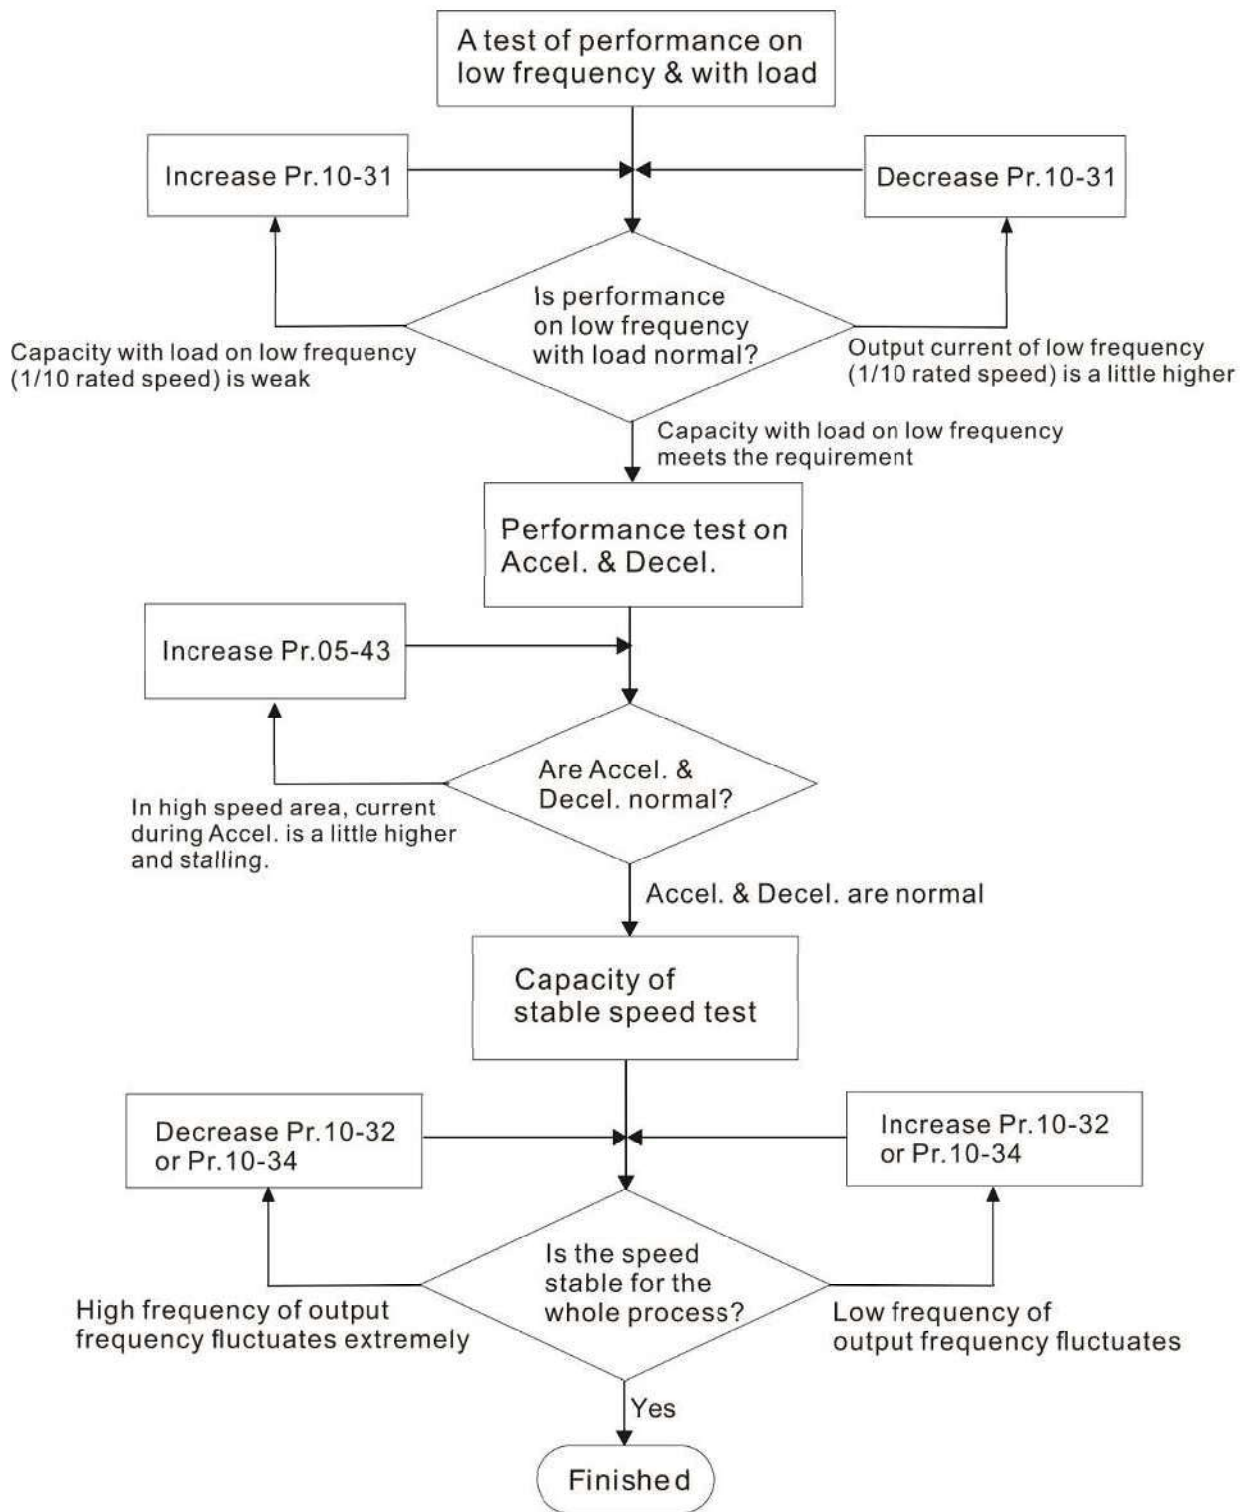 A test of performance on
low frequency & with load
Increase Pr.10-31
Decrease Pr.10-31
Is performance
on low frequency
with load normal?
Capacity with load on low frequency
(1/10 rated speed) is weak
Output current of low frequency
(1/10 rated speed) is a little higher
Capacity with load on low frequency
meets the requirement
Performance test on
Accel. & Decel.
Increase Pr.05-43
Are Accel. &
Decel. normal?
In high speed area, current
during Accel. is a little higher
and stalling.
Accel. & Decel. are normal
Capacity of
stable speed test
Decrease Pr.10-32
or Pr.10-34
Increase Pr.10-32
or Pr.10-34
Is the speed
stable for the
whole process?
High frequency of output
frequency fluctuates extremely
Low frequency of
output frequency fluctuates
Yes
Finished